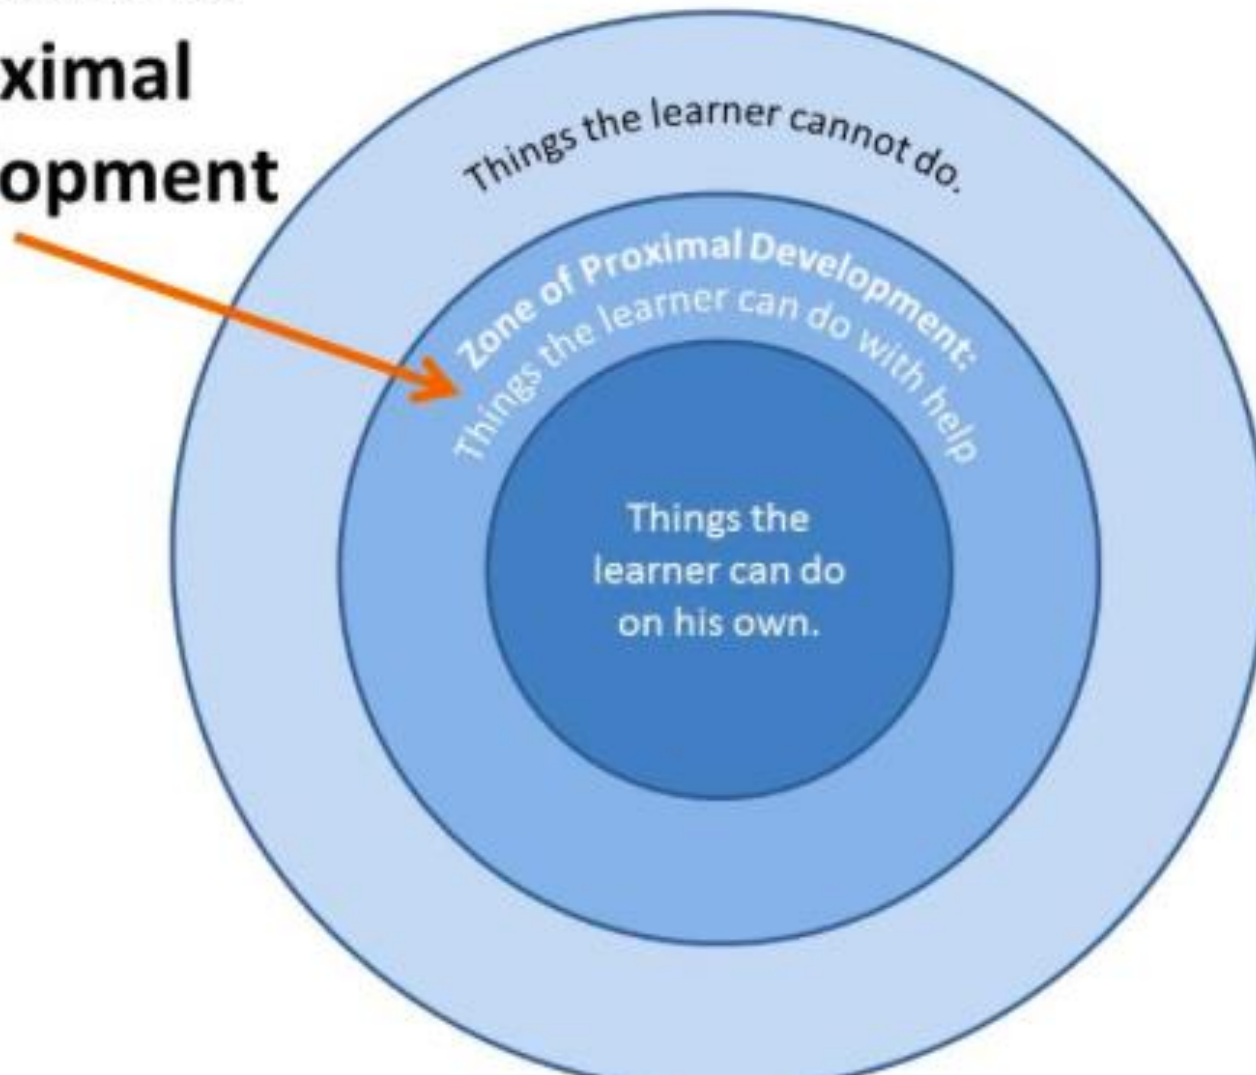 ximal
opment
Things the learner cannot do.
Zone of Proximal Development:
Things the learner can do with help
Things the
learner can do
on his own.